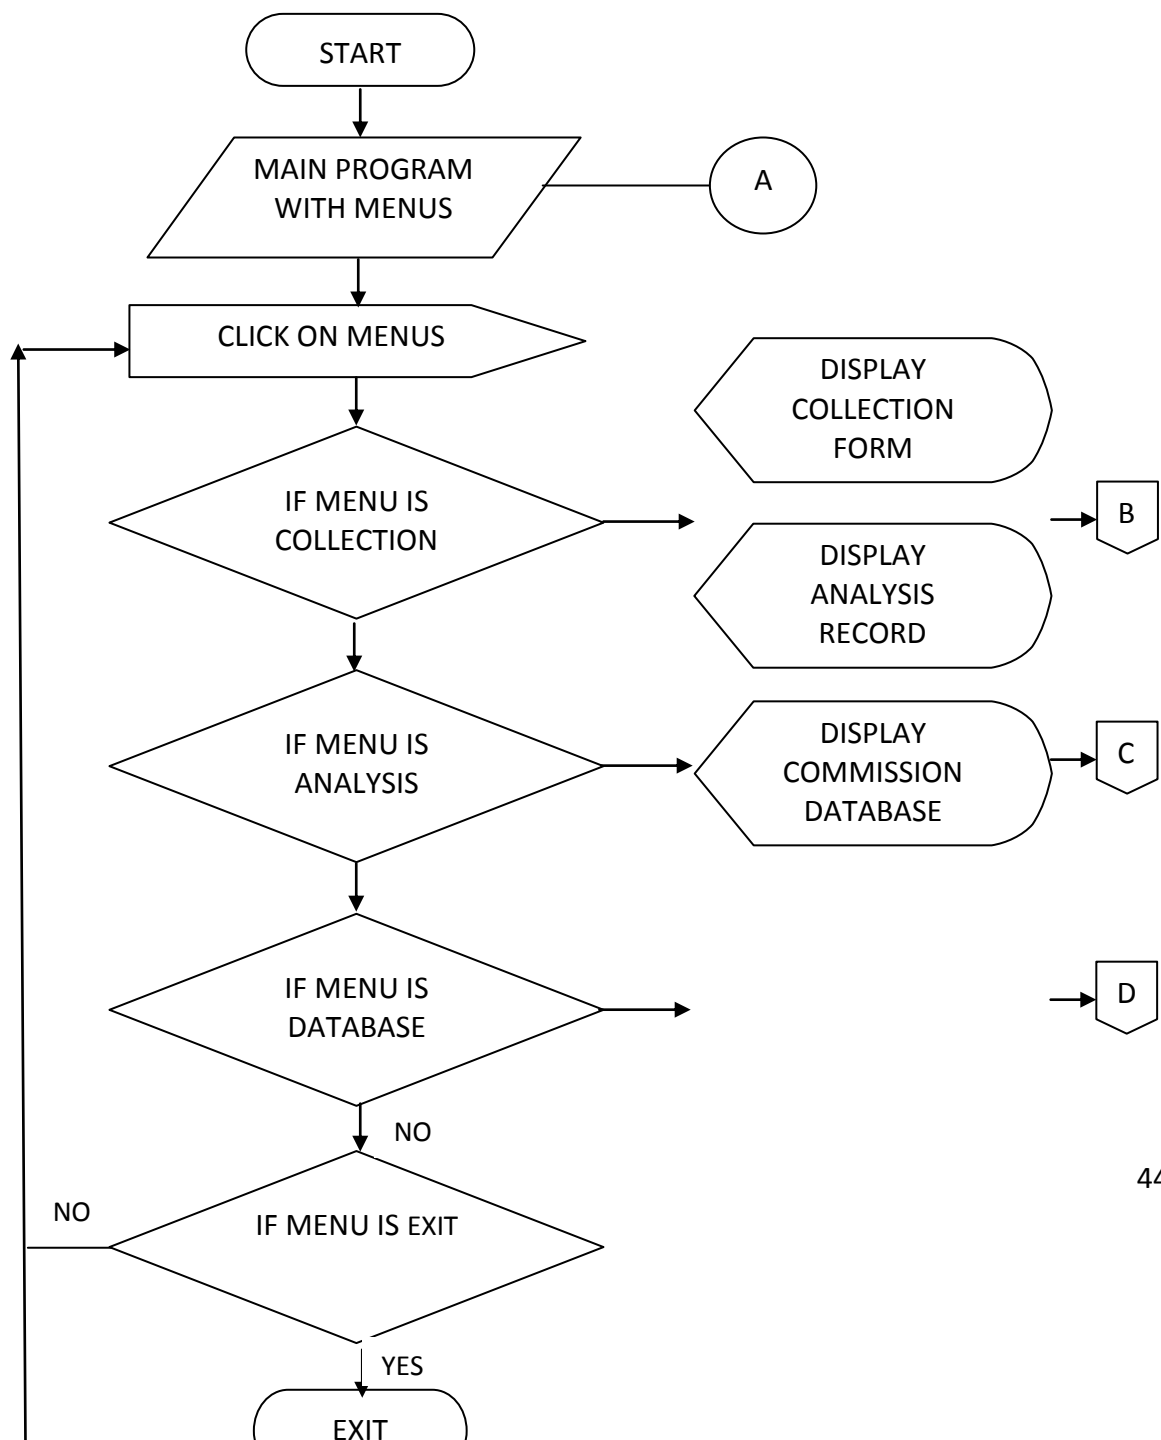 START
MAIN PROGRAM
WITH MENUS
A
CLICK ON MENUS
DISPLAY
COLLECTION
FORM
IF MENU IS
COLLECTION
B
DISPLAY
ANALYSIS
RECORD
IF MENU IS
ANALYSIS
DISPLAY
COMMISSION
DATABASE
C
IF MENU IS
DATABASE
D
NO
44
NO
IF MENU IS EXIT
YES
EXIT